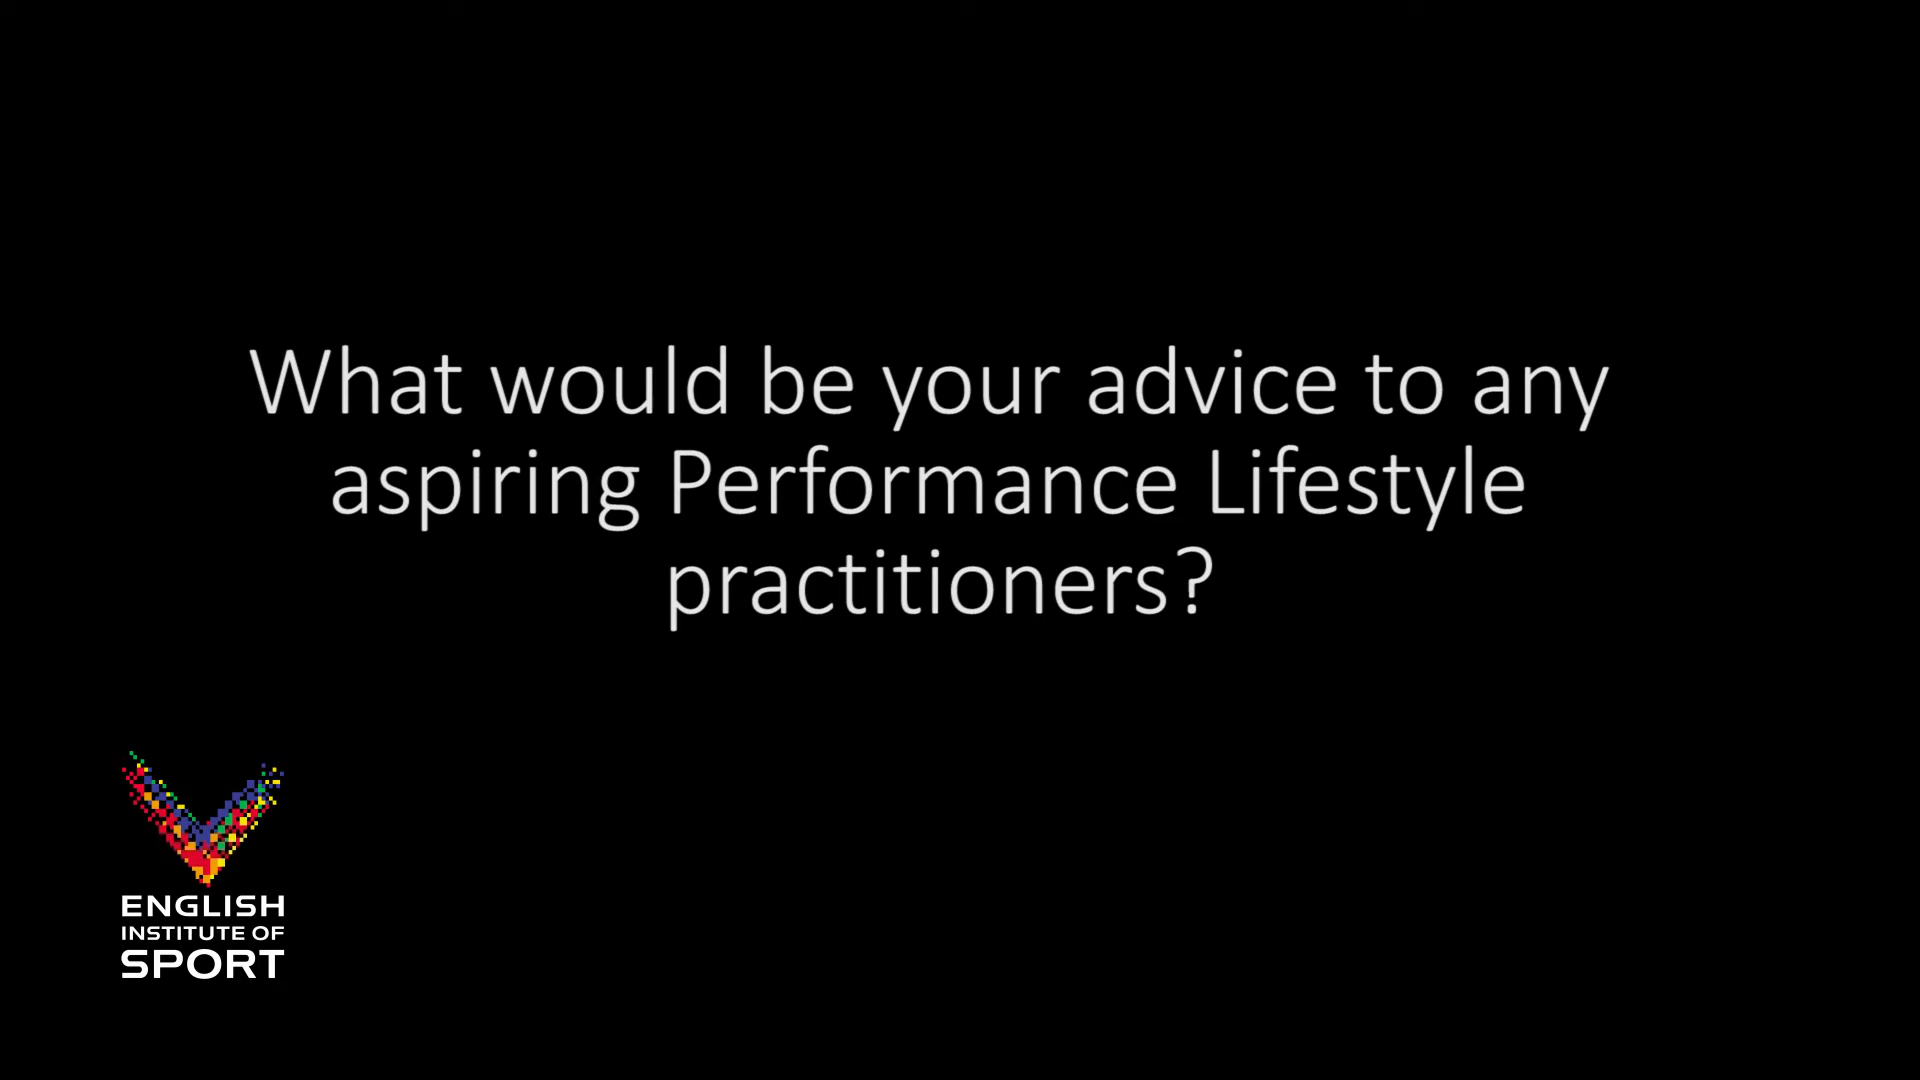 What would be your advice to any
aspiring Performance Lifestyle
practitioners?
ENGLISH
INSTITUTE OF
SPORT